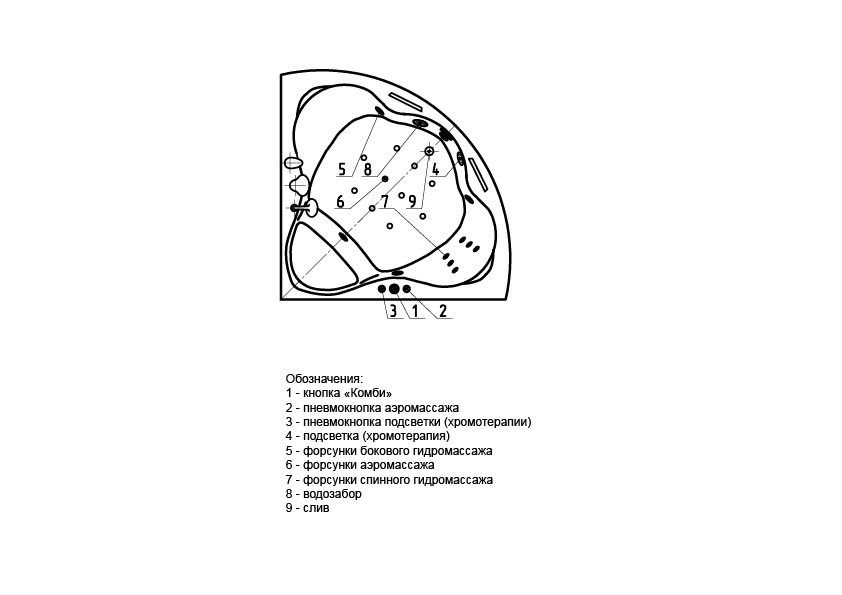 5 8 4
6 7 9
3 1 2
Обозначения:
1 - кнопка «Комби»
2 - пневмокнопка аэромассажа
3 - пневмокнопка подсветки (хромотерапии)
4 - подсветка (хромотерапия)
5 - форсунки бокового гидромассажа
6 - форсунки аэромассажа
7 - форсунки спинного гидромассажа
8 - водозабор
9 - слив